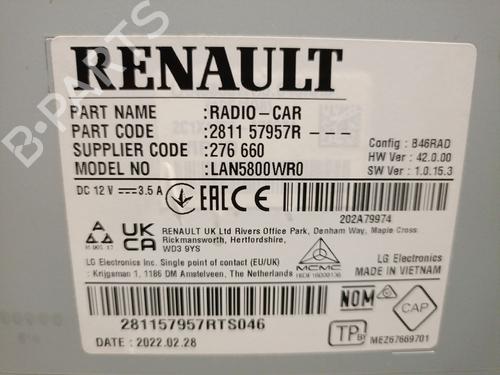 RENAULT
PART NAME :RADIO-CAR
PART CODE :2811 57957R---
SUPPLIER CODE :276 660
MODEL NO :LAN5800WR0
Config : B46RAD
HW Ver : 42.0.00
SW Ver : 1.0.15.3
DC 12 V 3.5 A
CE EAC E
202A79974
UK
CA
RENAULT UK Ltd Rivers Office Park, Denham Way, Maple Cross
Rickmansworth, Hertfordshire,
WD3 9YS
LG Electronics Inc. Single point of contact (EU/UK)
: Krijgsman 1, 1186 DM Amstelveen, The Netherlands
MCMC
LG Electronics
MADE IN VIETNAM
281157957RTS046
NOM
CAP
DATE : 2022.02.28
TP
MEZ67669701
B-PARTS